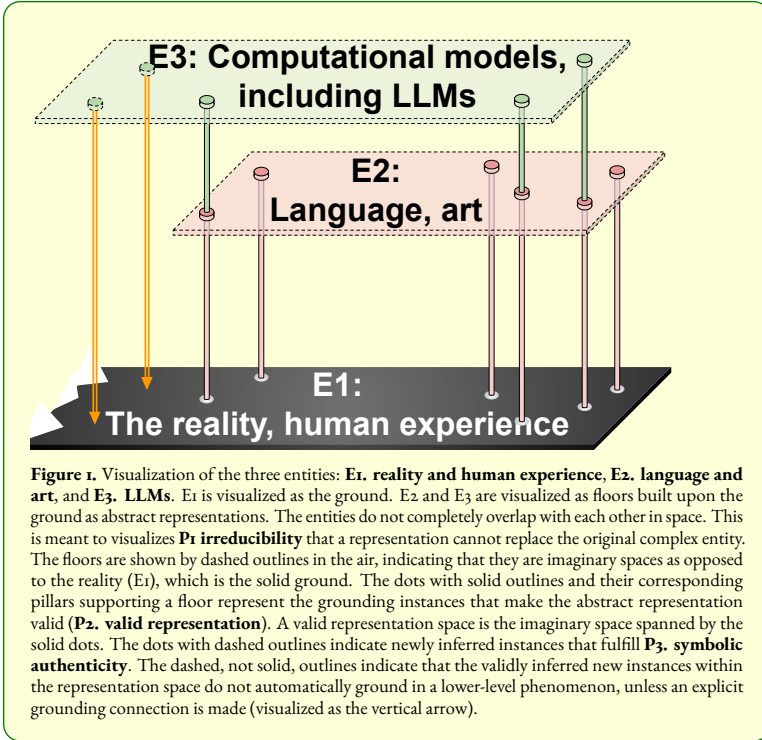 E3: Computational models,
including LLMs
E2:
Language, art
E1:
The reality, human experience
Figure 1. Visualization of the three entities: E1. reality and human experience, E2. language and
art, and E3. LLMs. E1 is visualized as the ground. E2 and E3 are visualized as floors built upon the
ground as abstract representations. The entities do not completely overlap with each other in space. This
is meant to visualizes P1 irreducibility that a representation cannot replace the original complex entity.
The floors are shown by dashed outlines in the air, indicating that they are imaginary spaces as opposed
to the reality (E1), which is the solid ground. The dots with solid outlines and their corresponding
pillars supporting a floor represent the grounding instances that make the abstract representation
valid (P2. valid representation). A valid representation space is the imaginary space spanned by the
solid dots. The dots with dashed outlines indicate newly inferred instances that fulfill P3. symbolic
authenticity. The dashed, not solid, outlines indicate that the validly inferred new instances within
the representation space do not automatically ground in a lower-level phenomenon, unless an explicit
grounding connection is made (visualized as the vertical arrow).